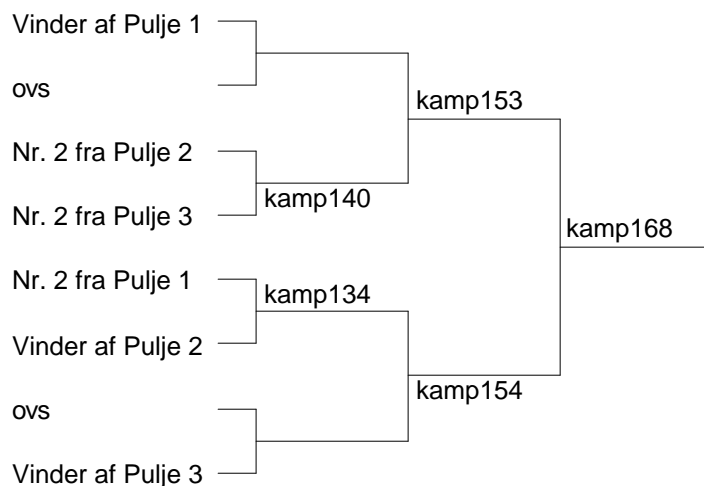 Vinder af Pulje 1
ovs
kamp153
Nr. 2 fra Pulje 2
kamp140
Nr. 2 fra Pulje 3
kamp168
Nr. 2 fra Pulje 1
kamp134
Vinder af Pulje 2
kamp154
ovs
Vinder af Pulje 3